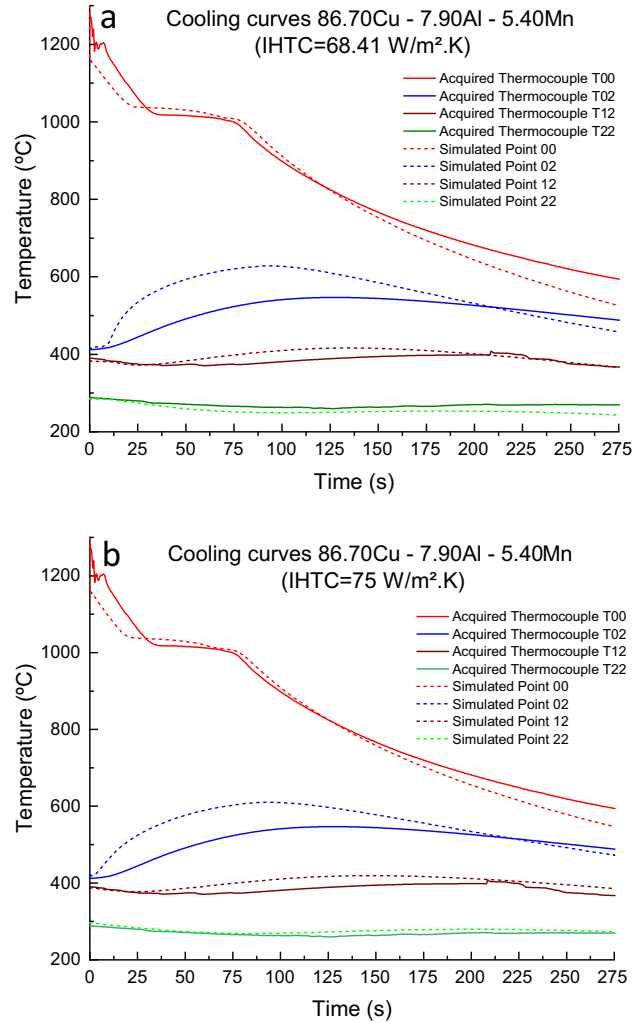 a
Cooling curves 86.70Cu - 7.90Al - 5.40Mn
(IHTC=68.41 W/m².K)
Acquired Thermocouple T00
Acquired Thermocouple T02
Acquired Thermocouple T12
Acquired Thermocouple T22
Simulated Point 00
Simulated Point 02
Simulated Point 12
Simulated Point 22
Temperature (ºC)
1200
1000
800
600
400
200
0 25 50 75 100 125 150 175 200 225 250 275
Time (s)
b
Cooling curves 86.70Cu - 7.90Al - 5.40Mn
(IHTC=75 W/m².K)
Acquired Thermocouple T00
Acquired Thermocouple T02
Acquired Thermocouple T12
Acquired Thermocouple T22
Simulated Point 00
Simulated Point 02
Simulated Point 12
Simulated Point 22
Temperature (ºC)
1200
1000
800
600
400
200
0 25 50 75 100 125 150 175 200 225 250 275
Time (s)